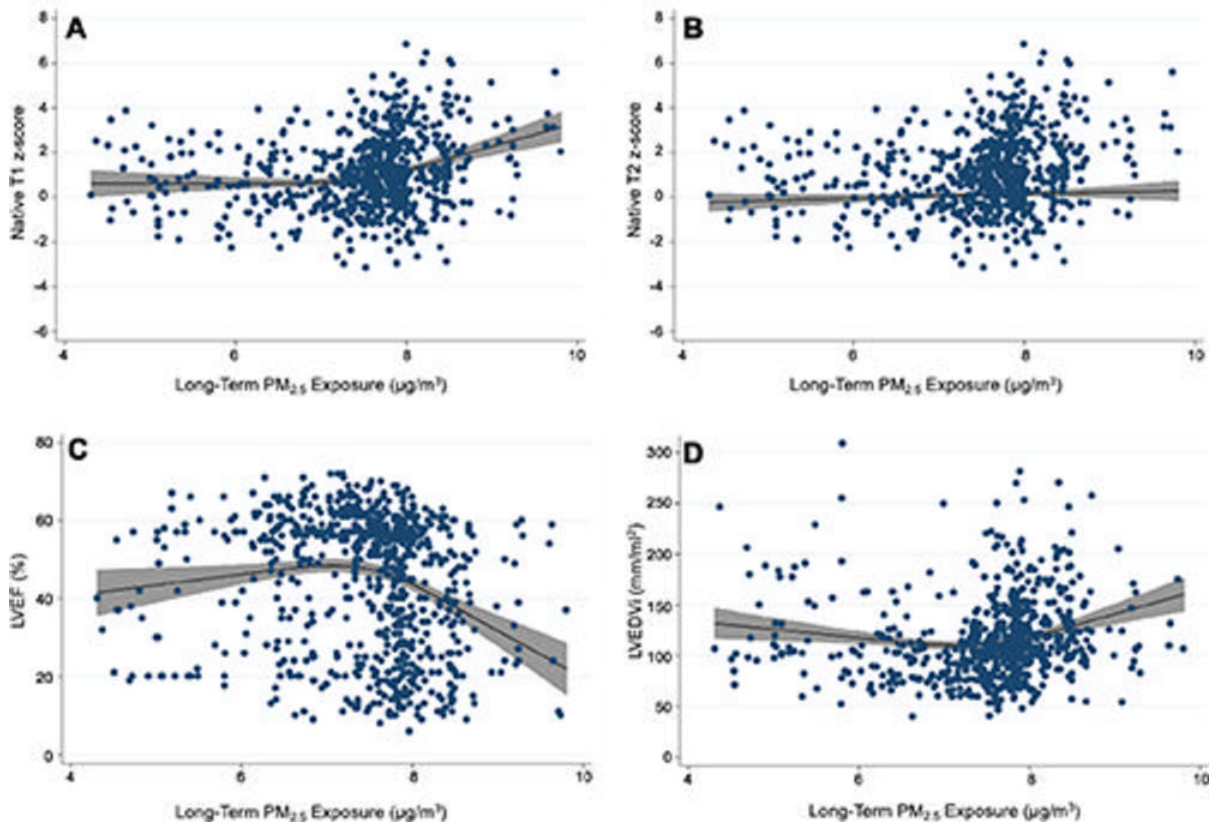 A
8
6
4
2
0
-2
-4
-6
Native T1 z-score
4 6 8 10
Long-Term PM2.5 Exposure (μg/m³)
B
8
6
4
2
0
-2
-4
-6
Native T2 z-score
4 6 8 10
Long-Term PM2.5 Exposure (μg/m³)
C
80
60
40
20
0
LVEF (%)
4 6 8 10
Long-Term PM2.5 Exposure (μg/m³)
D
300
250
200
150
100
50
0
LVEDVi (mm/ml²)
4 6 8 10
Long-Term PM2.5 Exposure (μg/m³)